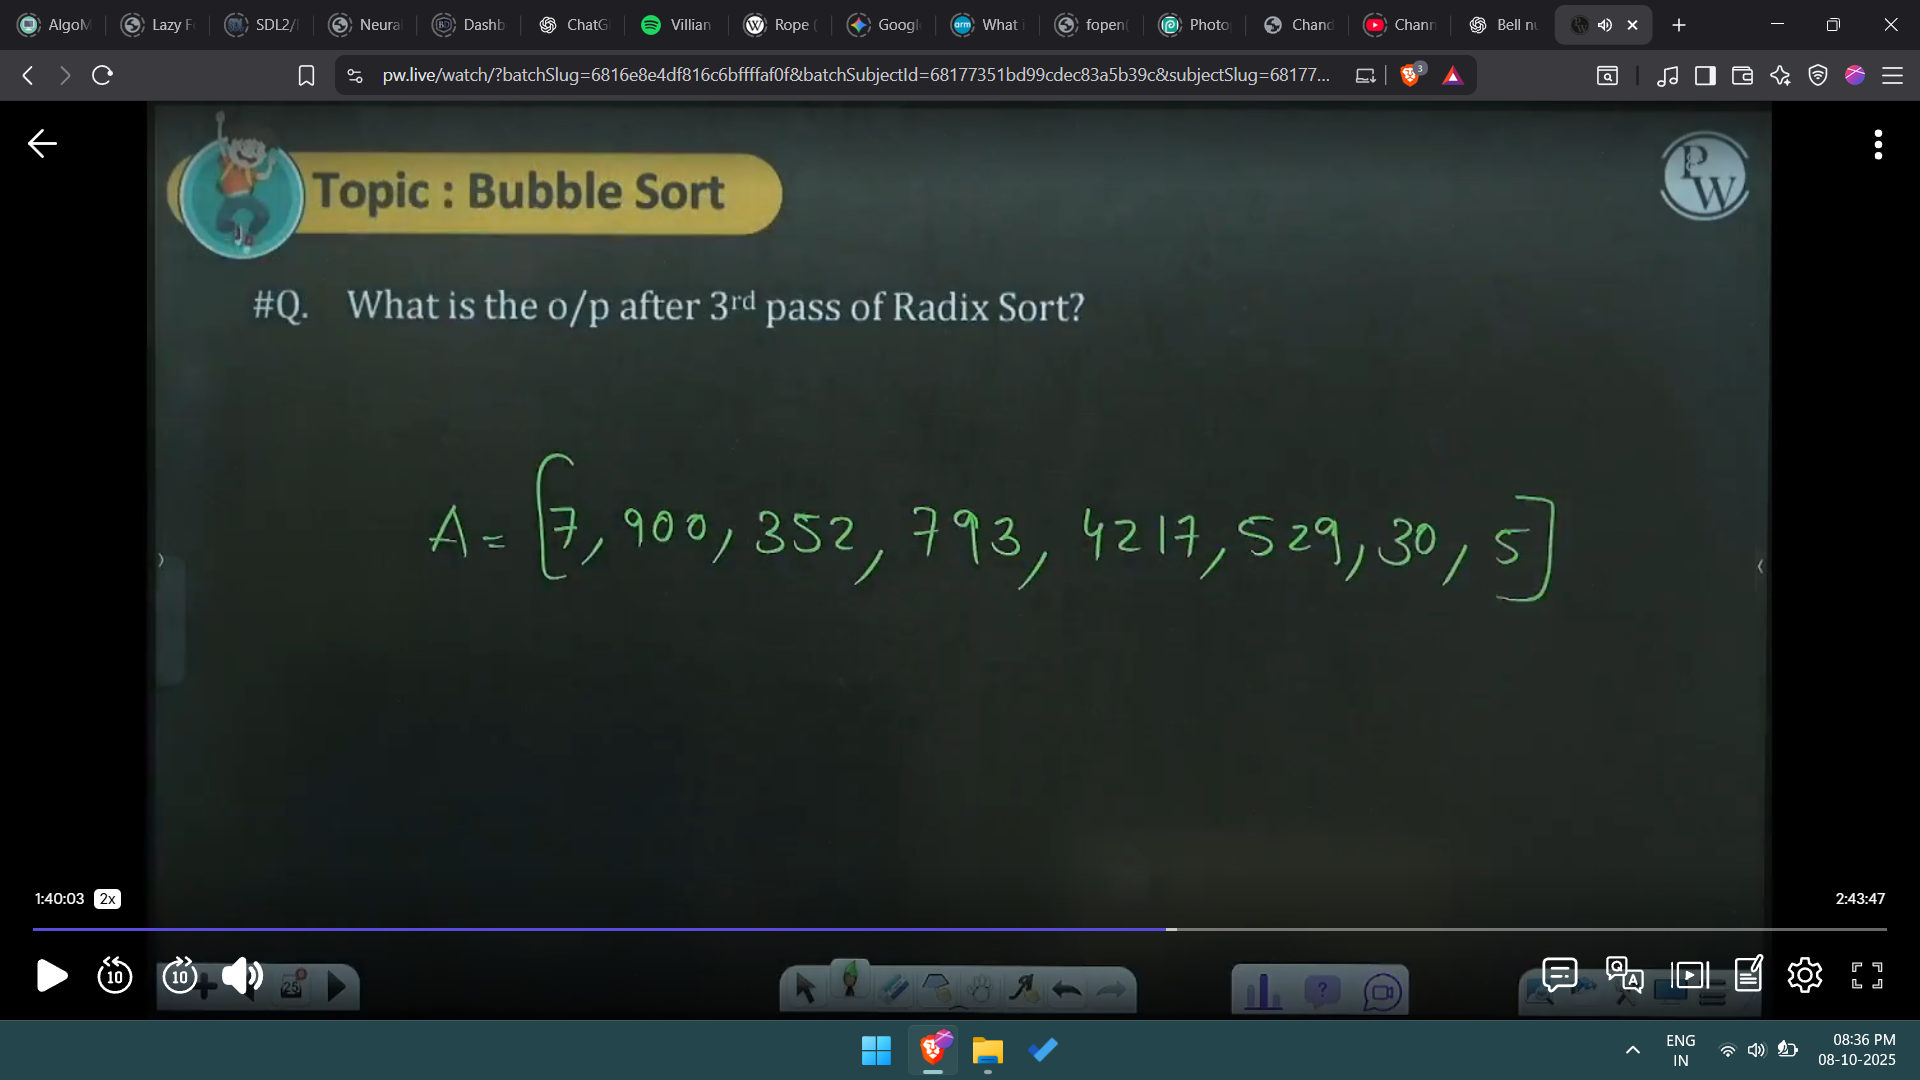 AlgoM
Lazy F
SDL2/
Neura
Dashb
ChatG
Villian
Rope (
Googl
What i
fopen(
Photo
Chand
Chann
Bell nu
pw.live/watch/?batchSlug=6816e8e4df816c6bffffaf0f&batchSubjectId=68177351bd99cdec83a5b39c&subjectSlug=68177...
3
Topic : Bubble Sort
PW
#Q. What is the o/p after 3rd pass of Radix Sort?
A = [7, 900, 352, 793, 4217, 529, 30, 5]
1:40:03 2x
2:43:47
10
10
25
ENG
IN
08:36 PM
08-10-2025